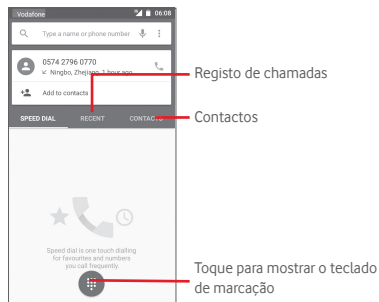 Vodafone 06:08
Type a name or phone number
0574 2796 0770
Ningbo, Zhejiang, 1 hour ago
Add to contacts
SPEED DIAL RECENT CONTACTS
Speed dial is one touch dialling
for favourites and numbers
you call frequently.
Registo de chamadas
Contactos
Toque para mostrar o teclado
de marcação